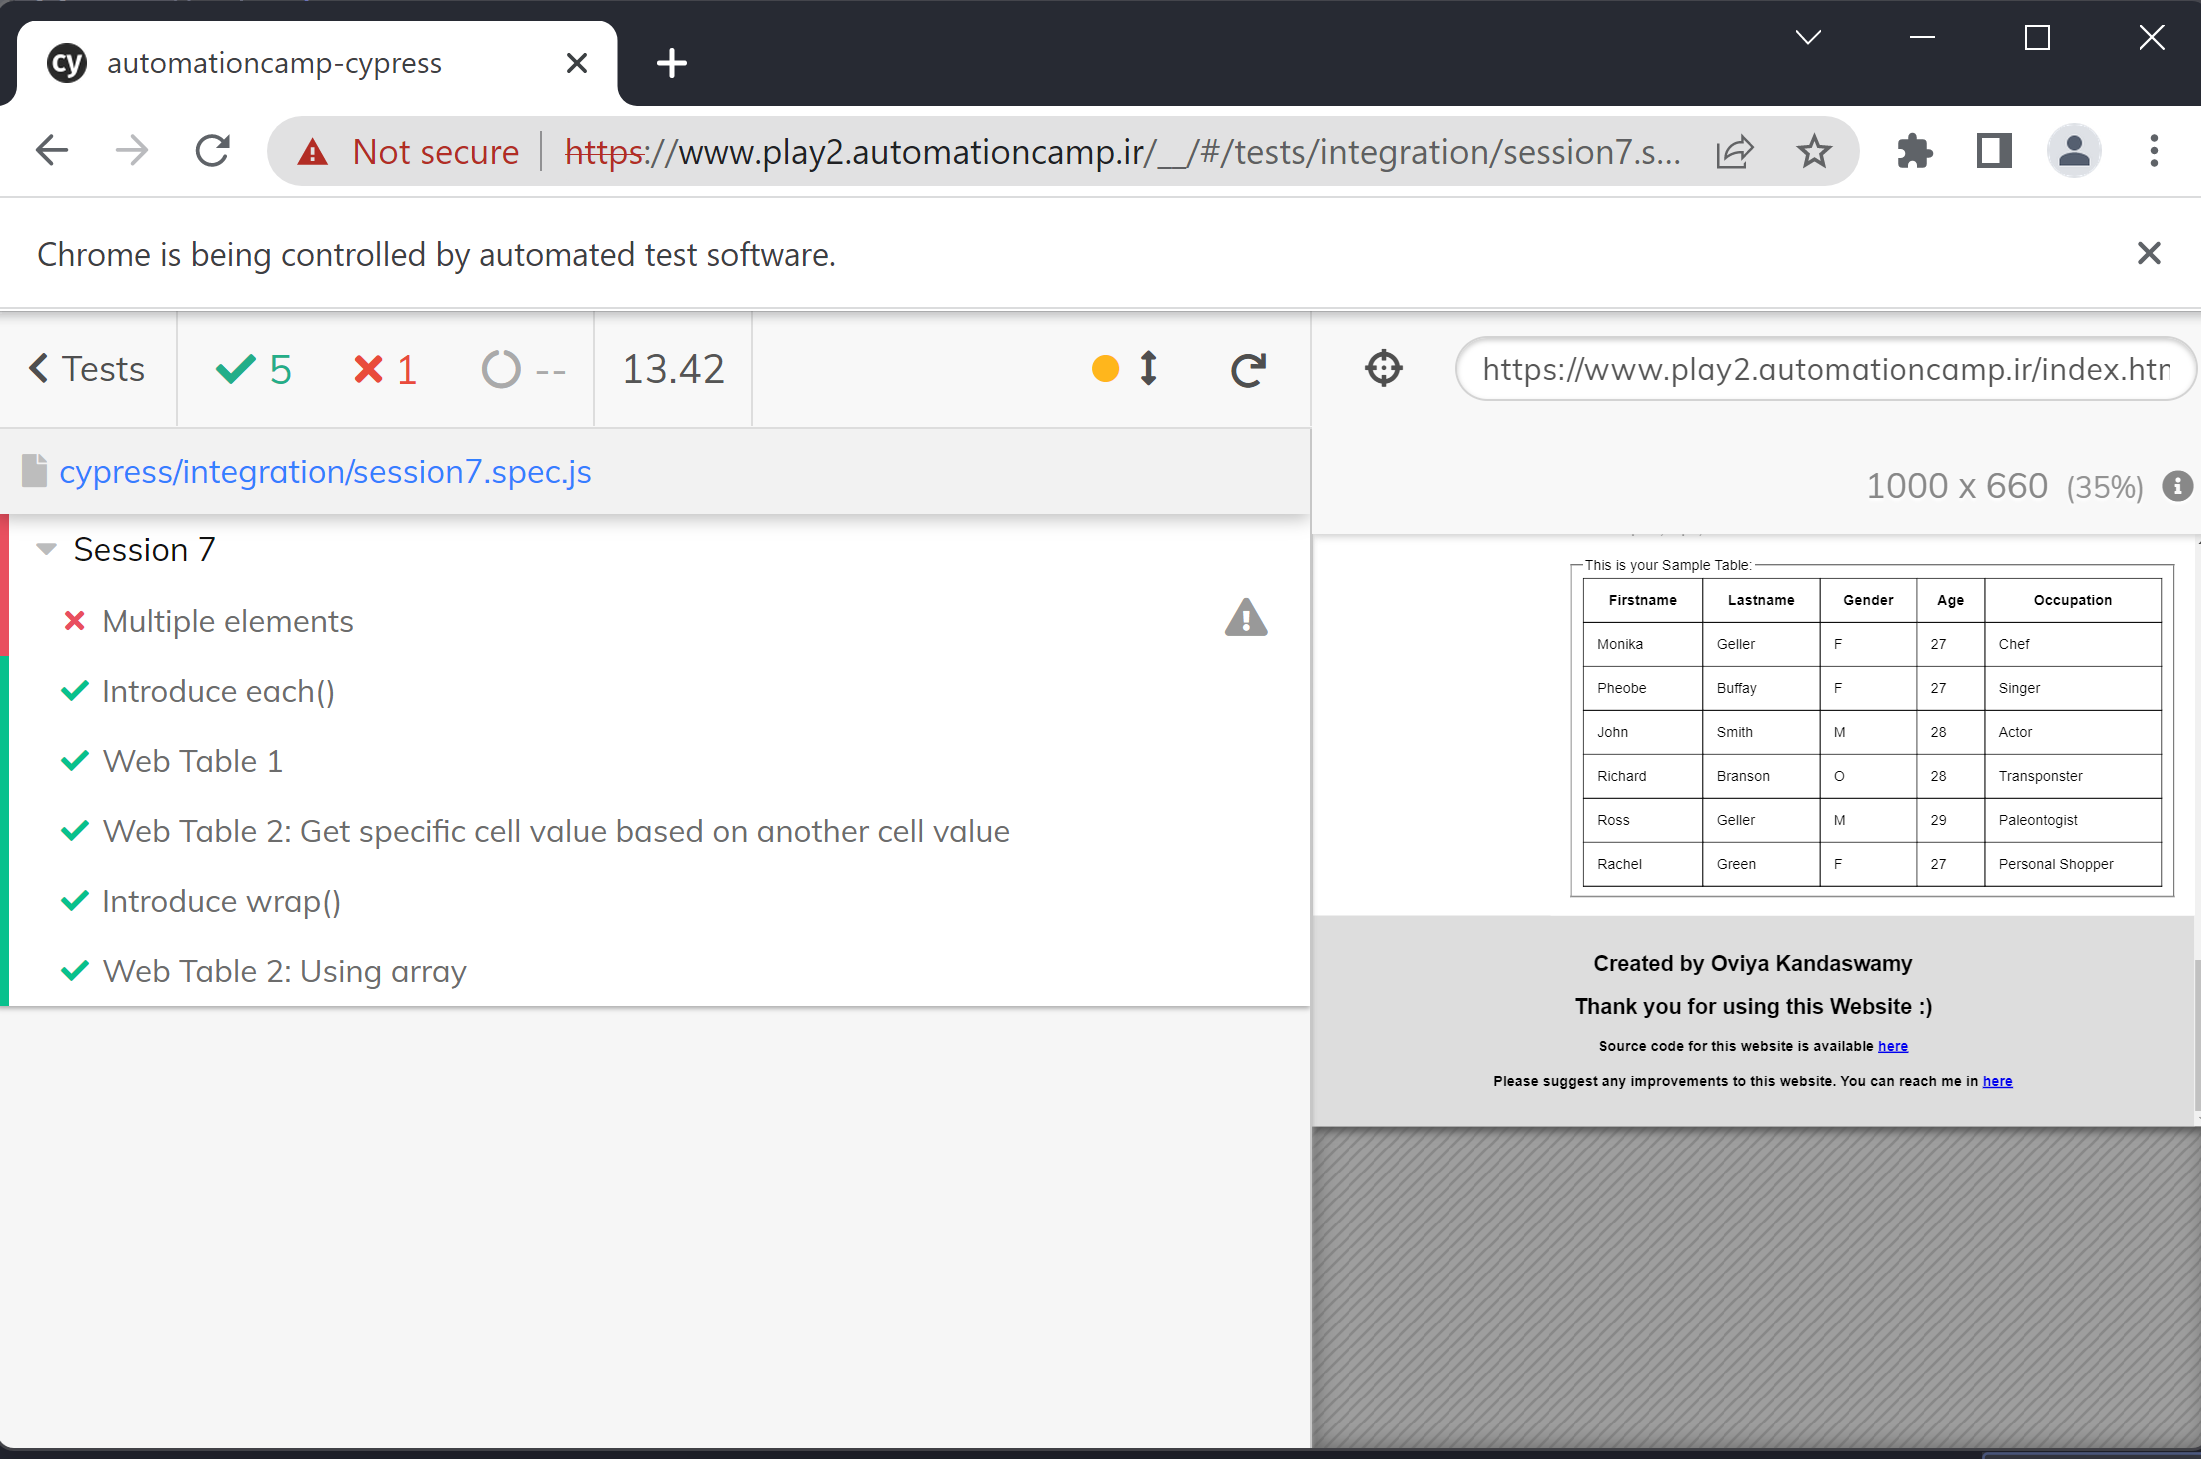 cy automationcamp-cypress
Not secure https://www.play2.automationcamp.ir/__/#/tests/integration/session7.s...
Chrome is being controlled by automated test software.
Tests 5 1 -- 13.42
https://www.play2.automationcamp.ir/index.htm
cypress/integration/session7.spec.js
1000 x 660 (35%)
Session 7
Multiple elements
Introduce each()
Web Table 1
Web Table 2: Get specific cell value based on another cell value
Introduce wrap()
Web Table 2: Using array
This is your Sample Table:
Firstname Lastname Gender Age Occupation
Monika Geller F 27 Chef
Pheobe Buffay F 27 Singer
John Smith M 28 Actor
Richard Branson O 28 Transponster
Ross Geller M 29 Paleontogist
Rachel Green F 27 Personal Shopper
Created by Oviya Kandaswamy
Thank you for using this Website :)
Source code for this website is available here
Please suggest any improvements to this website. You can reach me in here